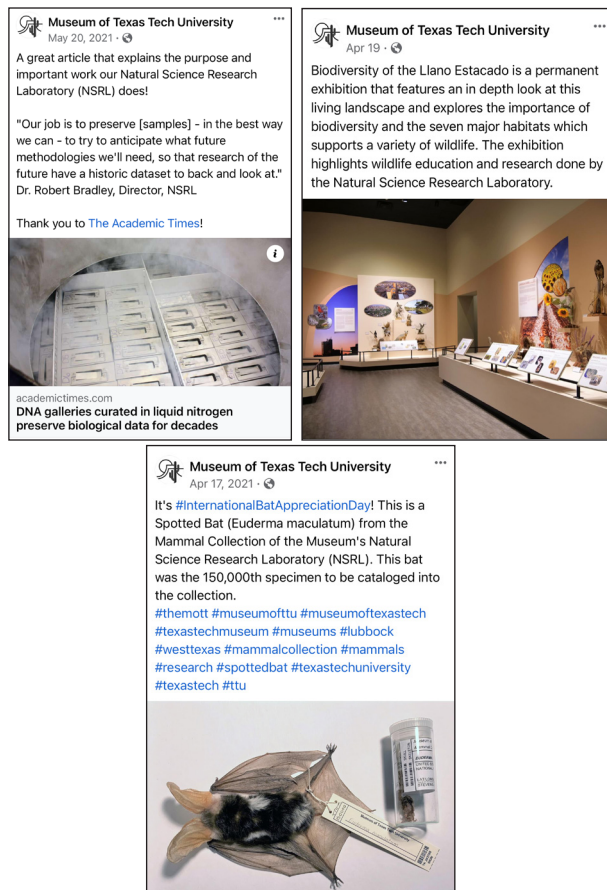 Museum of Texas Tech University
May 20, 2021 ·
A great article that explains the purpose and
important work our Natural Science Research
Laboratory (NSRL) does!
"Our job is to preserve [samples] - in the best way
we can - to try to anticipate what future
methodologies we'll need, so that research of the
future have a historic dataset to back and look at."
Dr. Robert Bradley, Director, NSRL
Thank you to The Academic Times!
academictimes.com
DNA galleries curated in liquid nitrogen
preserve biological data for decades
Museum of Texas Tech University
Apr 19 ·
Biodiversity of the Llano Estacado is a permanent
exhibition that features an in depth look at this
living landscape and explores the importance of
biodiversity and the seven major habitats which
supports a variety of wildlife. The exhibition
highlights wildlife education and research done by
the Natural Science Research Laboratory.
Museum of Texas Tech University
Apr 17, 2021 ·
It's #InternationalBatAppreciationDay! This is a
Spotted Bat (Euderma maculatum) from the
Mammal Collection of the Museum's Natural
Science Research Laboratory (NSRL). This bat
was the 150,000th specimen to be cataloged into
the collection.
#themott #museumofttu #museumoftexastech
#texastechmuseum #museums #lubbock
#westtexas #mammalcollection #mammals
#research #spottedbat #texastechuniversity
#texastech #ttu